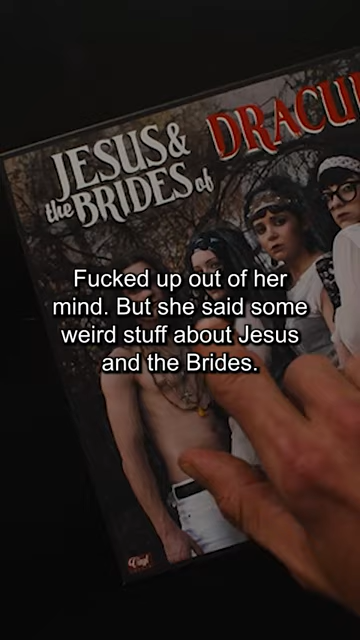 JESUS & DRACU
the BRIDES of
Fucked up out of her
mind. But she said some
weird stuff about Jesus
and the Brides.
Vinyl